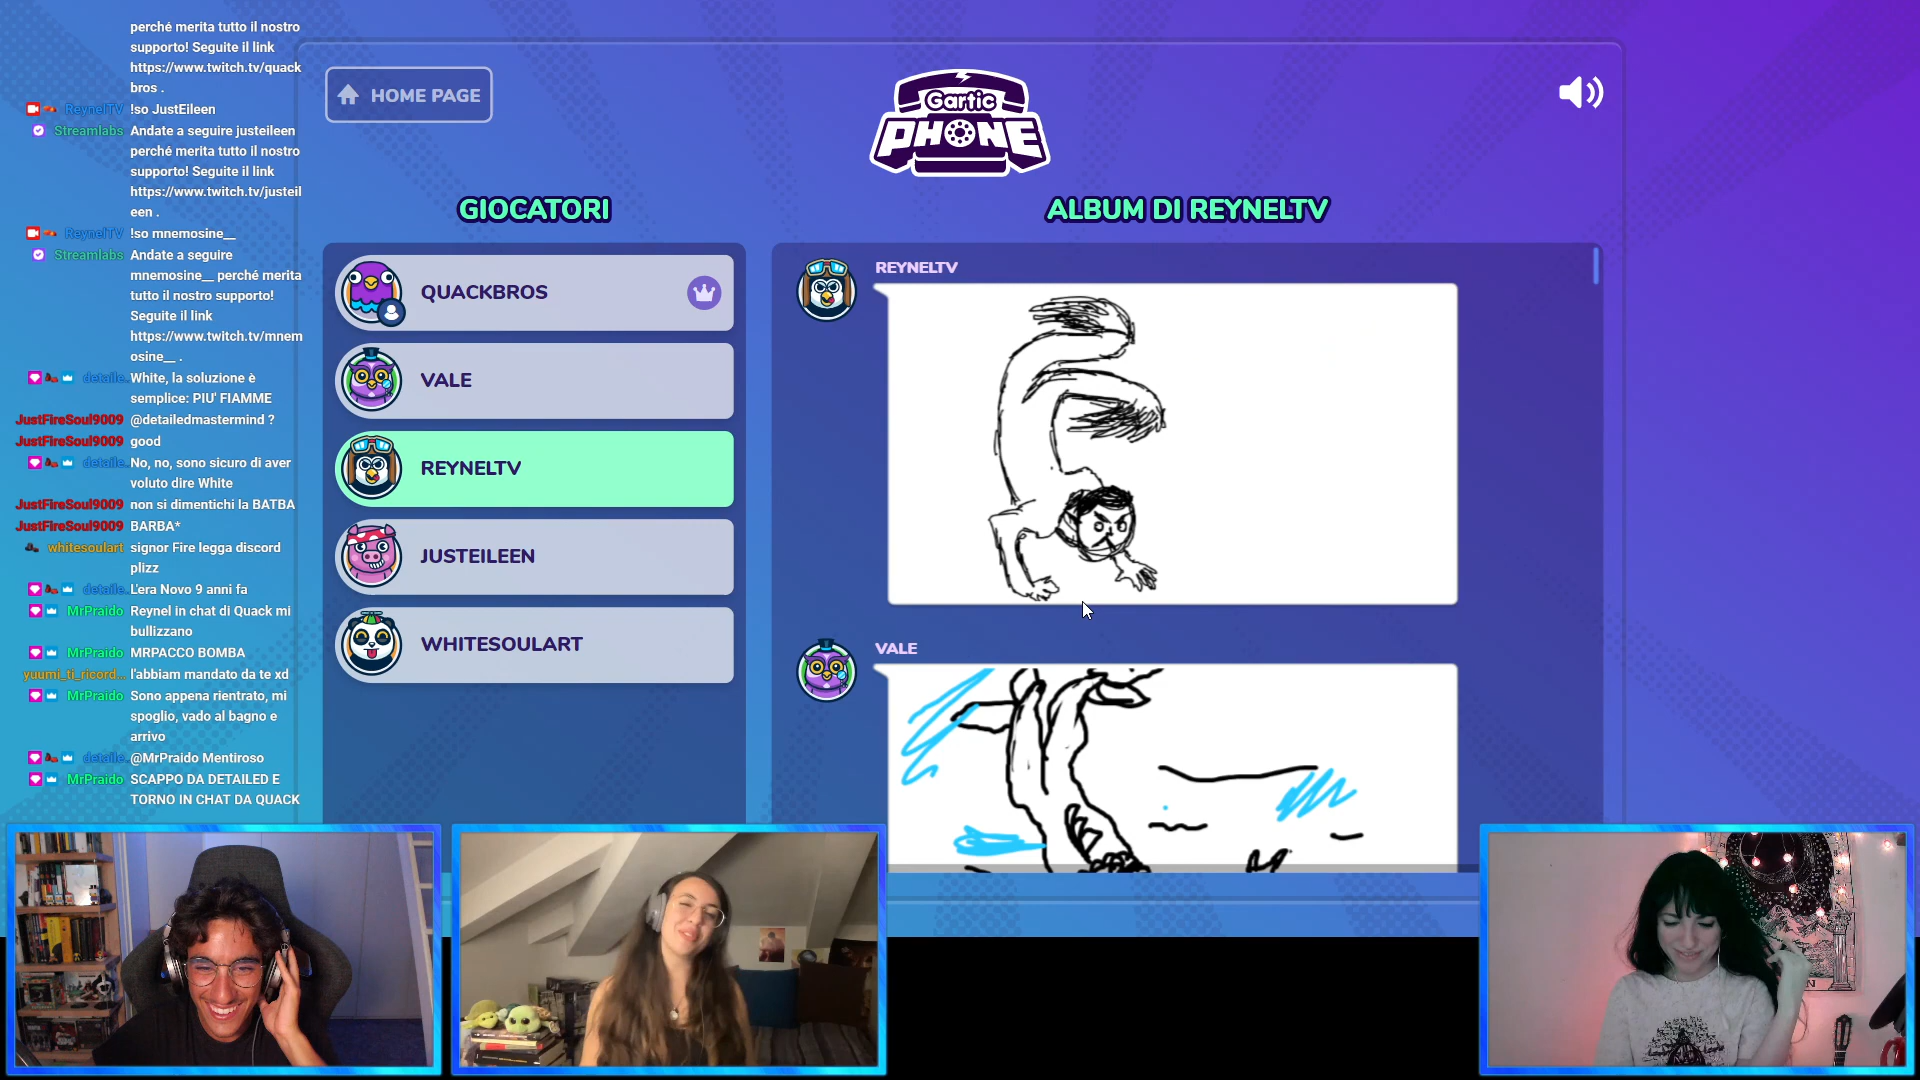 perché merita tutto il nostro
supporto! Seguite il link
https://www.twitch.tv/quack
bros .
ReynelTV !so JustEileen
Streamlabs Andate a seguire justeileen
perché merita tutto il nostro
supporto! Seguite il link
https://www.twitch.tv/justeil
een .
ReynelTV !so mnemosine__
Streamlabs Andate a seguire
mnemosine__ perché merita
tutto il nostro supporto!
Seguite il link
https://www.twitch.tv/mnem
osine__ .
detaile... White, la soluzione è
semplice: PIU' FIAMME
JustFireSoul9009 @detailedmastermind ?
JustFireSoul9009 good
detaile... No, no, sono sicuro di aver
voluto dire White
JustFireSoul9009 non si dimentichi la BATBA
JustFireSoul9009 BARBA*
whitesoulart signor Fire legga discord
plizz
detaile... L'era Novo 9 anni fa
MrPraido Reynel in chat di Quack mi
bullizzano
MrPraido MRPACCO BOMBA
yuumi_ti_ricord... l'abbiam mandato da te xd
MrPraido Sono appena rientrato, mi
spoglio, vado al bagno e
arrivo
detaile... @MrPraido Mentiroso
MrPraido SCAPPO DA DETAILED E
TORNO IN CHAT DA QUACK
HOME PAGE
Gartic
PHONE
GIOCATORI
QUACKBROS
VALE
REYNELTV
JUSTEILEEN
WHITESOULART
ALBUM DI REYNELTV
REYNELTV
VALE